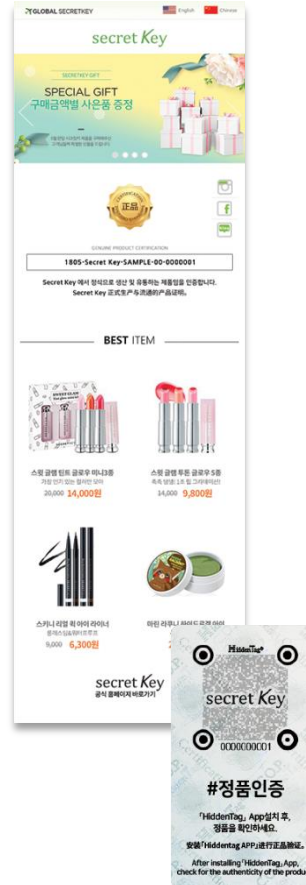 GLOBAL SECRETKEY
English
Chinese
secret Key
SECRETKEY GIFT
SPECIAL GIFT
구매금액별 사은품 증정
正品
GENUINE PRODUCT CERTIFICATION
1805-Secret Key-SAMPLE-00-0000001
Secret Key 에서 정식으로 생산 및 유통하는 제품임을 인증합니다.
Secret Key 正式生产与流通的产品证明。
BEST ITEM
스윗 글램 틴트 글로우 미니3종
20,000 14,000원
스윗 글램 투톤 글로우 5종
14,000 9,800원
스키니 리얼 퀵 아이 라이너
9,000 6,300원
secret Key
공식 홈페이지 바로가기
HiddenTag
secret Key
0000000001
#정품인증
「HiddenTag」 App설치 후,
정품을 확인하세요.
安装「Hiddentag APP」进行正品验证。
After installing「HiddenTag」App,
check for the authenticity of the produ